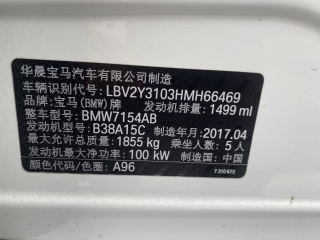 华晨宝马汽车有限公司制造
车辆识别代号: LBV2Y3103HMH66469
品牌: 宝马(BMW)牌 发动机排量: 1499 ml
整车型号: BMW7154AB
发动机型号: B38A15C 制造年月: 2017.04
最大允许总质量: 1855 kg 乘坐人数: 5 人
发动机最大净功率: 100 kW 制造国: 中国
颜色代码/色圈: A96